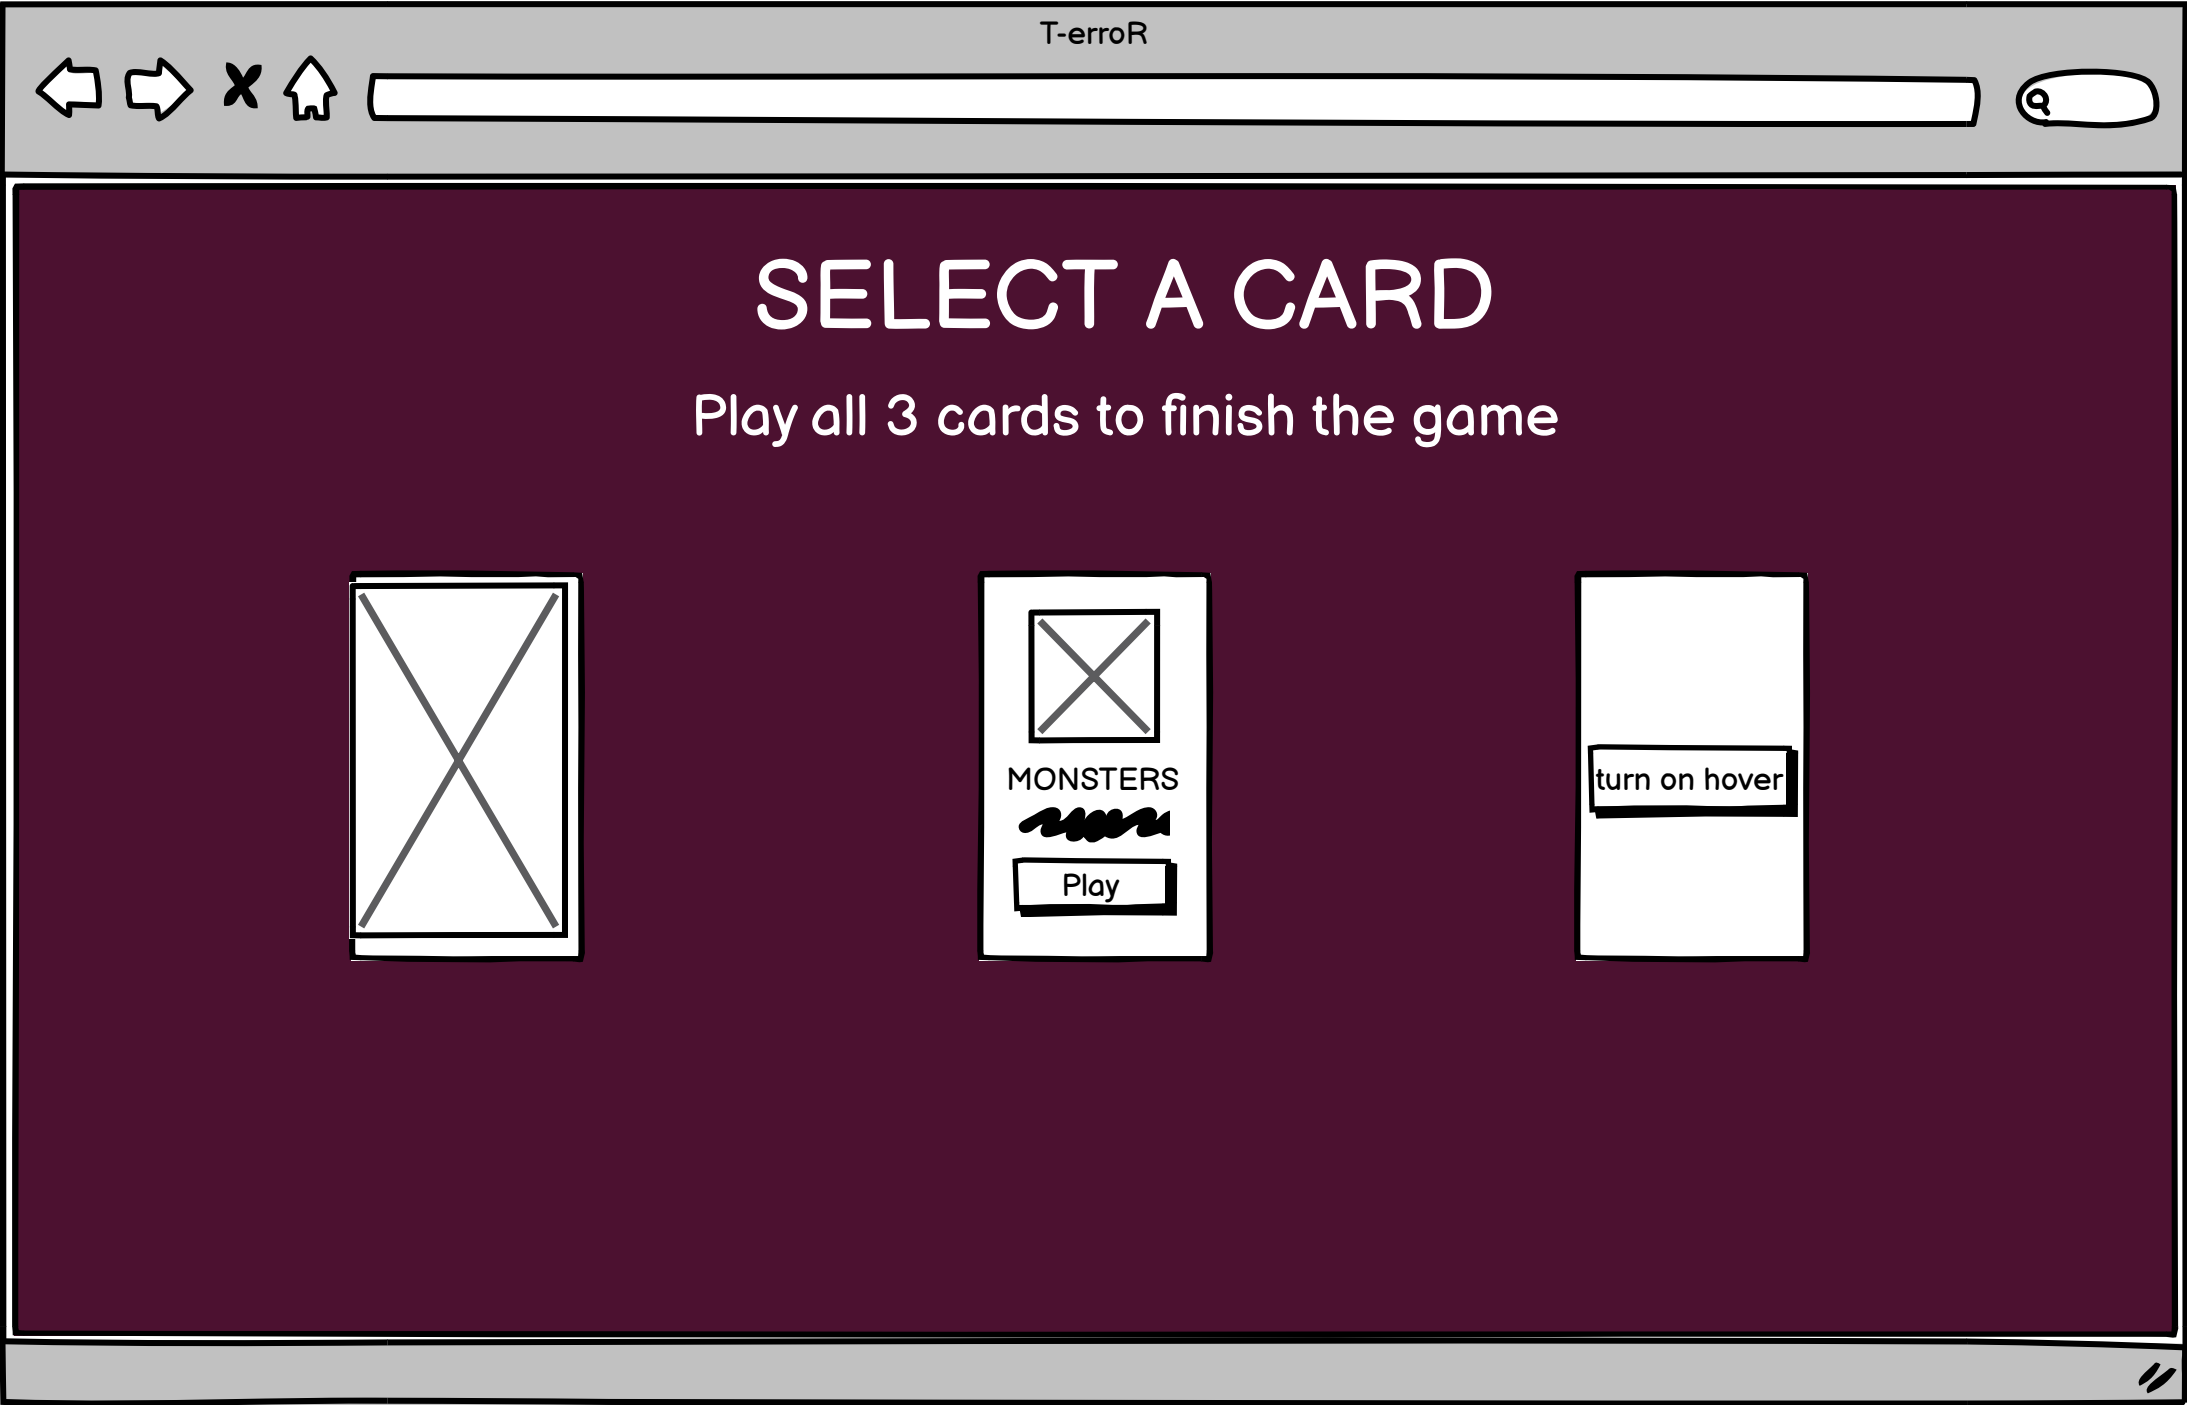 T-erroR
SELECT A CARD
Play all 3 cards to finish the game
MONSTERS
Play
turn on hover